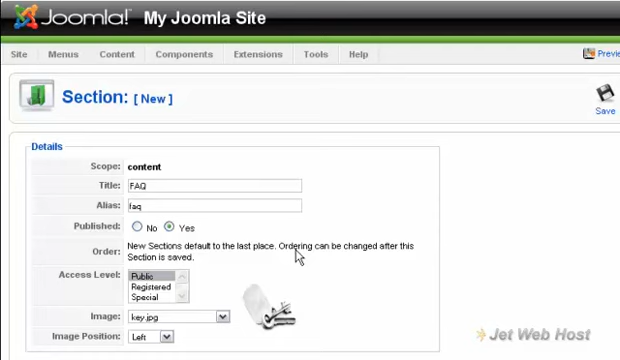 Joomla! My Joomla Site
Site Menus Content Components Extensions Tools Help Previe
Section: [ New ]
Save
Details
Scope: content
Title: FAQ
Alias: faq
Published: No Yes
Order: New Sections default to the last place. Ordering can be changed after this
Section is saved.
Access Level: Public
Registered
Special
Image: key.jpg
Image Position: Left
Jet Web Host